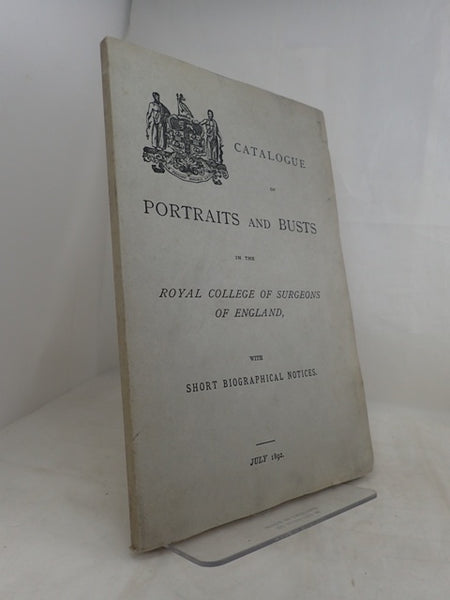 CATALOGUE
OF
PORTRAITS AND BUSTS
IN THE
ROYAL COLLEGE OF SURGEONS
OF ENGLAND,
WITH
SHORT BIOGRAPHICAL NOTICES.
JULY 1892.